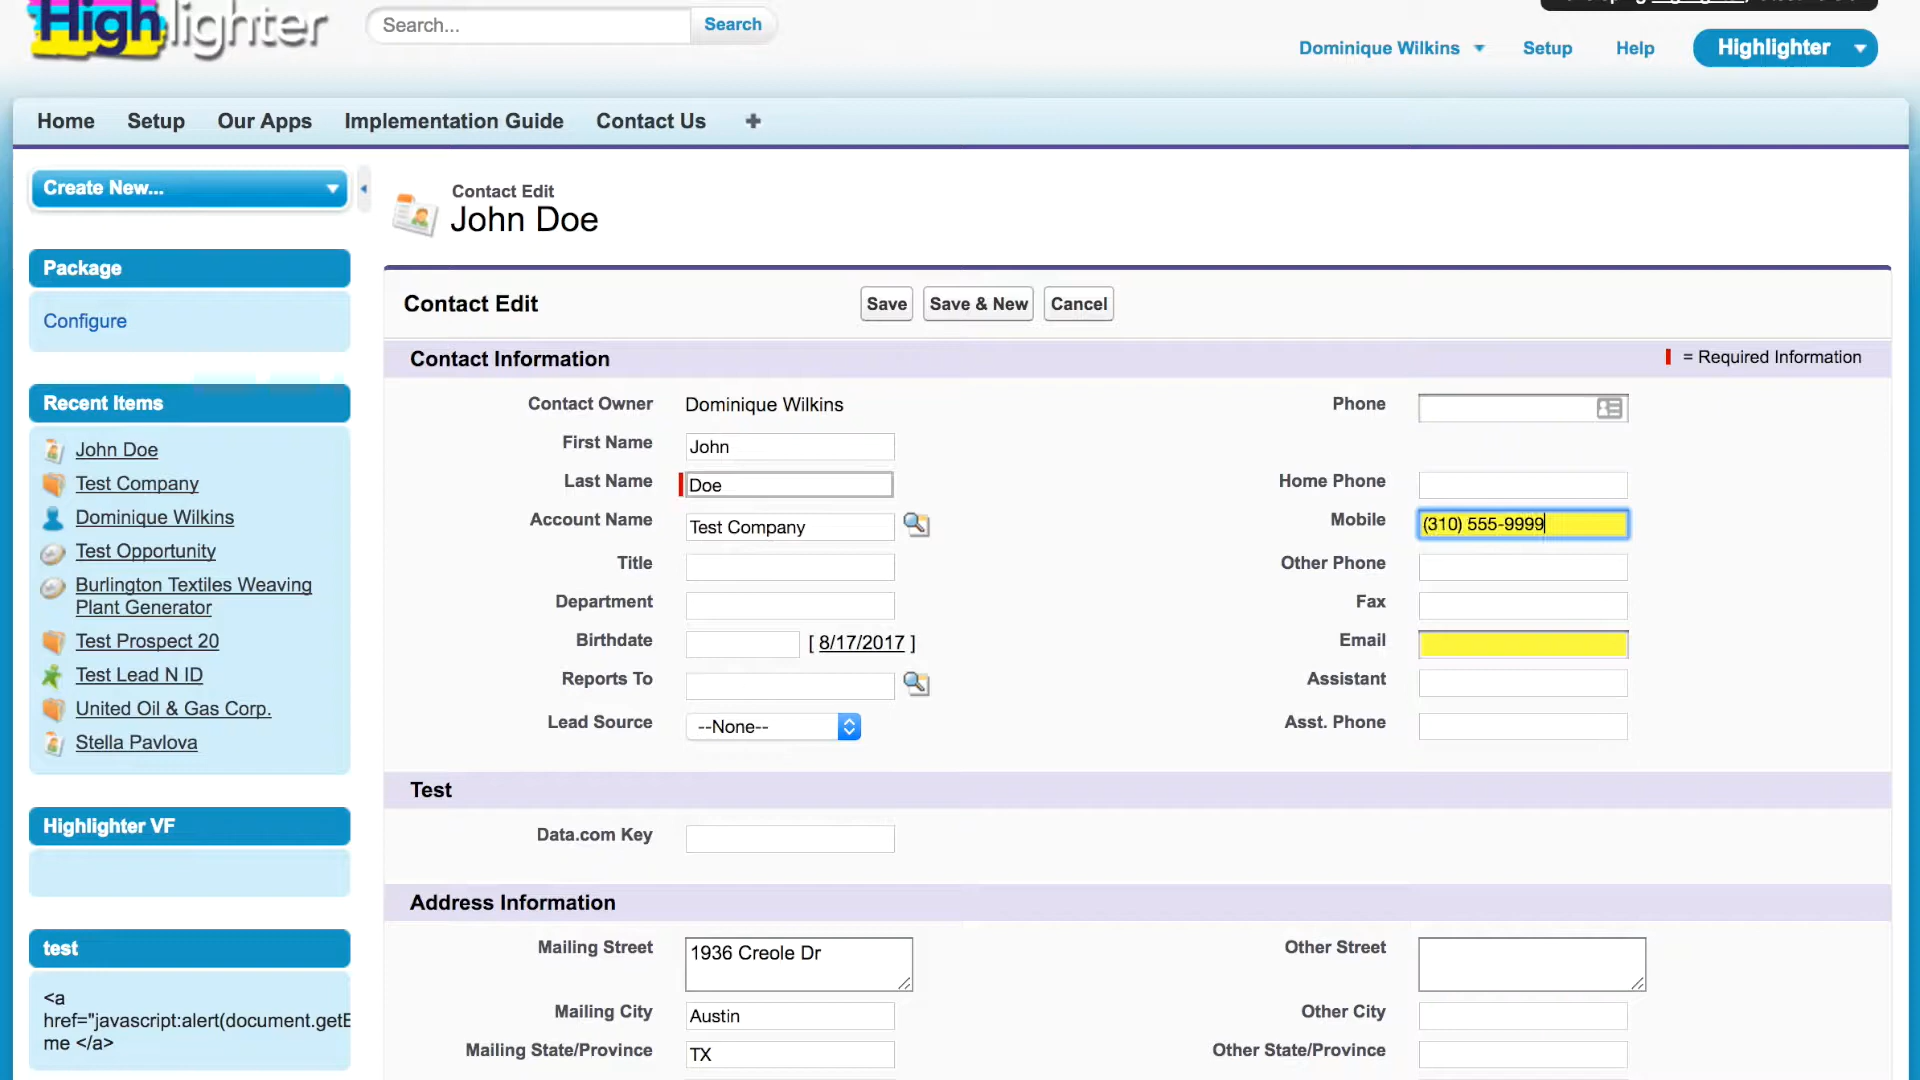 Highlighter
Search...
Search
Dominique Wilkins
Setup
Help
Highlighter
Home
Setup
Our Apps
Implementation Guide
Contact Us
+
Create New...
Package
Configure
Recent Items
John Doe
Test Company
Dominique Wilkins
Test Opportunity
Burlington Textiles Weaving
Plant Generator
Test Prospect 20
Test Lead N ID
United Oil & Gas Corp.
Stella Pavlova
Highlighter VF
test
<a
href="javascript:alert(document.getE
me </a>
Contact Edit
John Doe
Contact Edit
Save
Save & New
Cancel
Contact Information
= Required Information
Contact Owner
Dominique Wilkins
Phone
First Name
John
Last Name
Doe
Home Phone
Account Name
Test Company
Mobile
(310) 555-9999
Title
Other Phone
Department
Fax
Birthdate
[ 8/17/2017 ]
Email
Reports To
Assistant
Lead Source
--None--
Asst. Phone
Test
Data.com Key
Address Information
Mailing Street
1936 Creole Dr
Other Street
Mailing City
Austin
Other City
Mailing State/Province
TX
Other State/Province